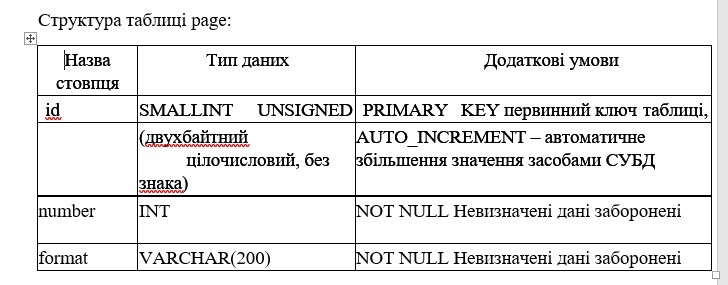 Структура таблиці page:
Назва стовпця Тип даних Додаткові умови
id SMALLINT UNSIGNED PRIMARY KEY первинний ключ таблиці,
(двухбайтний AUTO_INCREMENT – автоматичне
цілочисловий, без збільшення значення засобами СУБД
знака)
number INT NOT NULL Невизначені дані заборонені
format VARCHAR(200) NOT NULL Невизначені дані заборонені